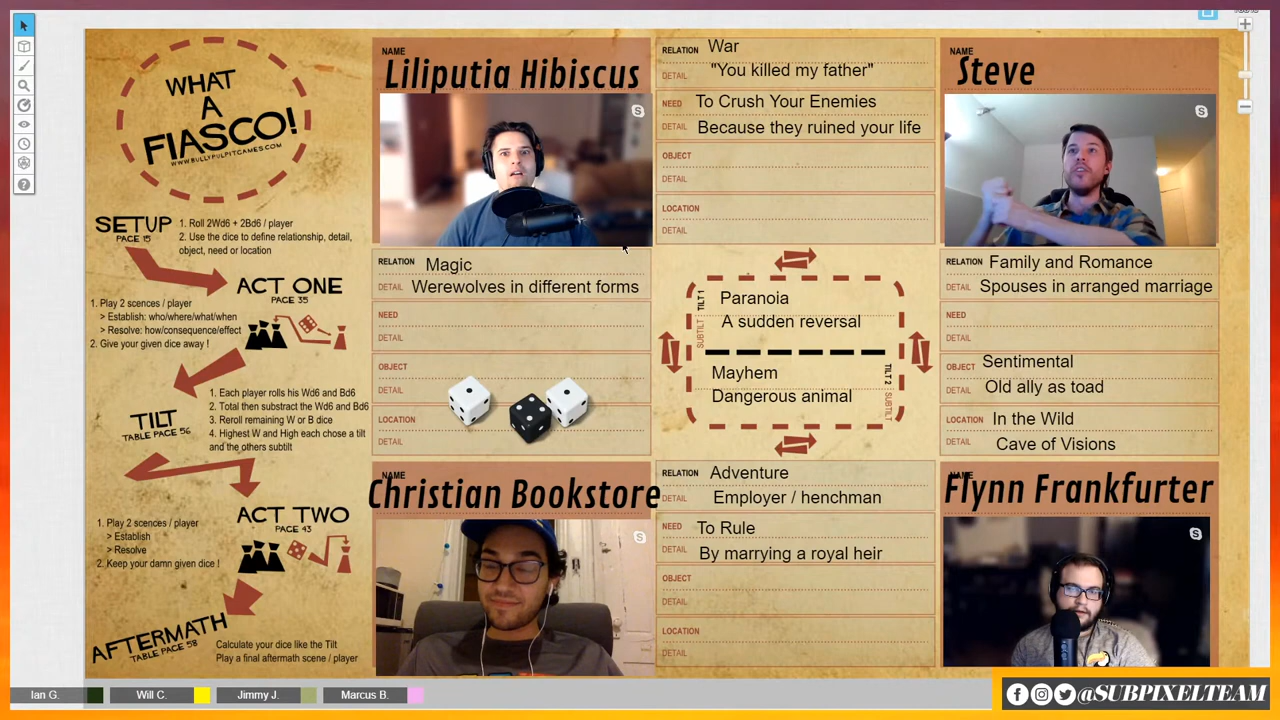 WHAT
A
FIASCO!
WWW.BULLYPULPITGAMES.COM
SETUP
PAGE 15
1. Roll 2Wd6 + 2Bd6 / player
2. Use the dice to define relationship, detail,
object, need or location
ACT ONE
PAGE 35
1. Play 2 scences / player
> Establish: who/where/what/when
> Resolve: how/consequence/effect
2. Give your given dice away !
TILT
TABLE PAGE 56
1. Each player rolls his Wd6 and Bd6
2. Total then substract the Wd6 and Bd6
3. Reroll remaining W or B dice
4. Highest W and High each chose a tilt
and the others subtilt
ACT TWO
PAGE 43
1. Play 2 scences / player
> Establish
> Resolve
2. Keep your damn given dice !
AFTERMATH
TABLE PAGE 58
Calculate your dice like the Tilt
Play a final aftermath scene / player
NAME
Liliputia Hibiscus
RELATION War
DETAIL "You killed my father"
NEED To Crush Your Enemies
DETAIL Because they ruined your life
OBJECT
DETAIL
LOCATION
DETAIL
NAME
Steve
RELATION Magic
DETAIL Werewolves in different forms
NEED
DETAIL
OBJECT
DETAIL
LOCATION
DETAIL
TILT 1
SUBTILT
Paranoia
A sudden reversal
Mayhem
Dangerous animal
TILT 2
SUBTILT
RELATION Family and Romance
DETAIL Spouses in arranged marriage
NEED
DETAIL
OBJECT Sentimental
DETAIL Old ally as toad
LOCATION In the Wild
DETAIL Cave of Visions
NAME
Christian Bookstore
RELATION Adventure
DETAIL Employer / henchman
NEED To Rule
DETAIL By marrying a royal heir
OBJECT
DETAIL
LOCATION
DETAIL
NAME
Flynn Frankfurter
Ian G.
Will C.
Jimmy J.
Marcus B.
@SUBPIXELTEAM